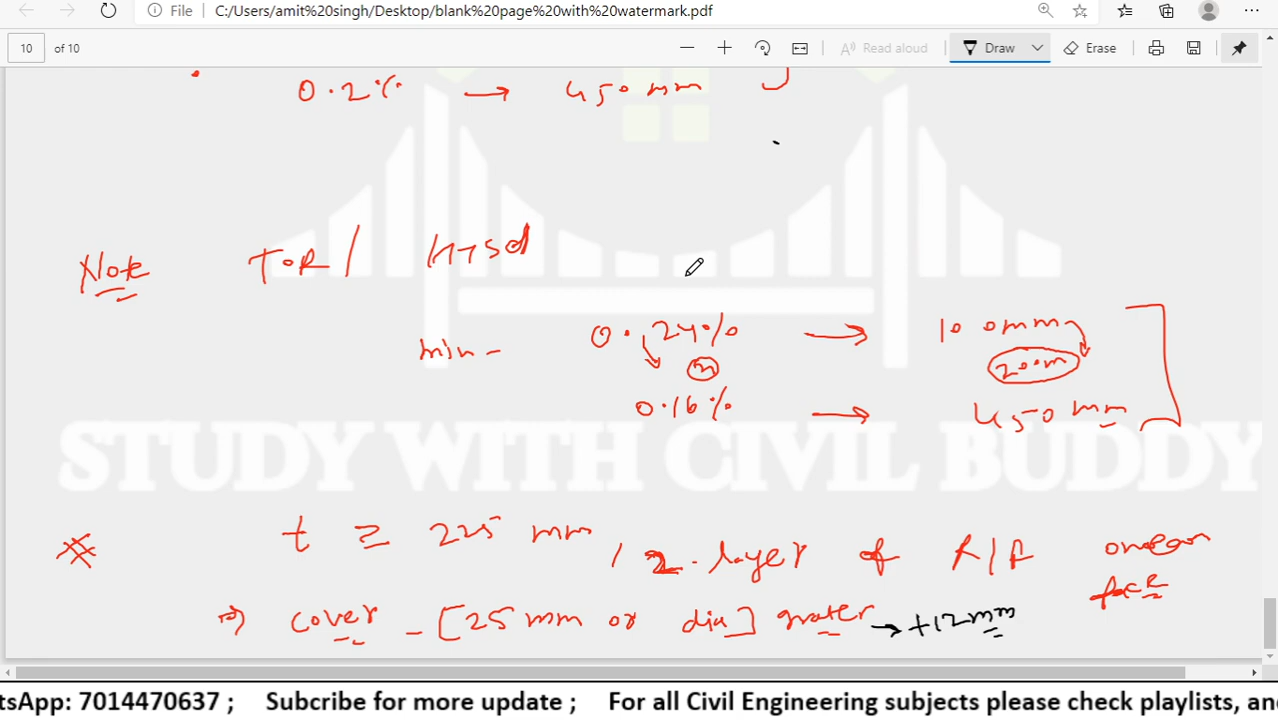 File C:/Users/amit%20singh/Desktop/blank%20page%20with%20watermark.pdf
10 of 10 Read aloud Draw Erase
0.2% → 450 mm
Note TOR / HYSD
min - 0.24% → 100mm
200m
0.16% → 450 mm
STUDY WITH CIVIL BUDDY
t ≥ 225 mm / 2 layer of R/F on each face
⇒ cover - [25 mm or dia] grater → +12mm
tsApp: 7014470637 ; Subcribe for more update ; For all Civil Engineering subjects please check playlists, an